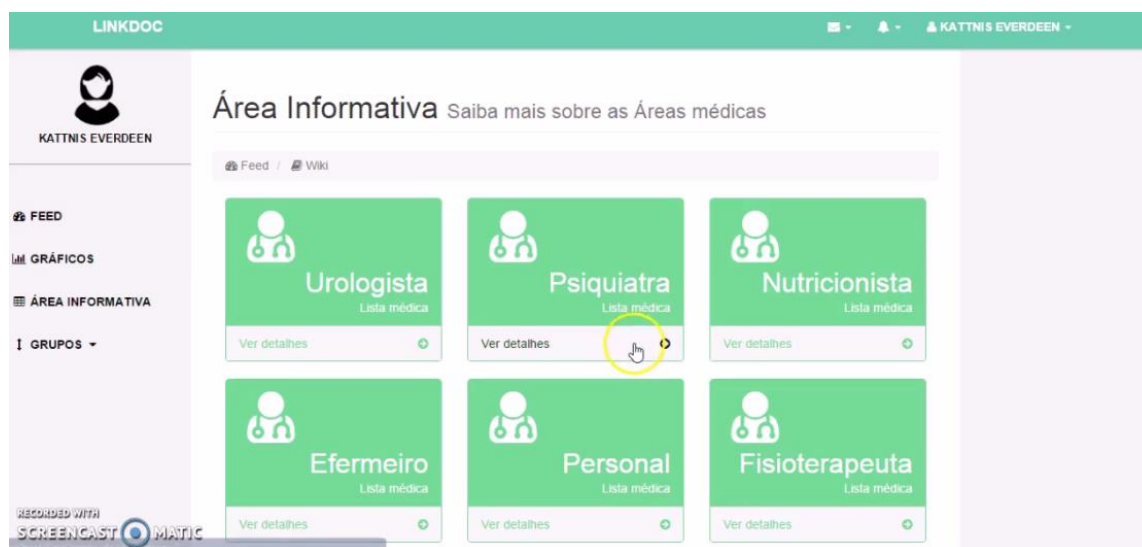 LINKDOC
KATTNIS EVERDEEN
KATTNIS EVERDEEN
FEED
GRÁFICOS
ÁREA INFORMATIVA
GRUPOS
Área Informativa Saiba mais sobre as Áreas médicas
Feed / Wiki
Urologista
Lista médica
Ver detalhes
Psiquiatra
Lista médica
Ver detalhes
Nutricionista
Lista médica
Ver detalhes
Efermeiro
Lista médica
Ver detalhes
Personal
Lista médica
Ver detalhes
Fisioterapeuta
Lista médica
Ver detalhes
RECORDED WITH
SCREENCAST MATIC